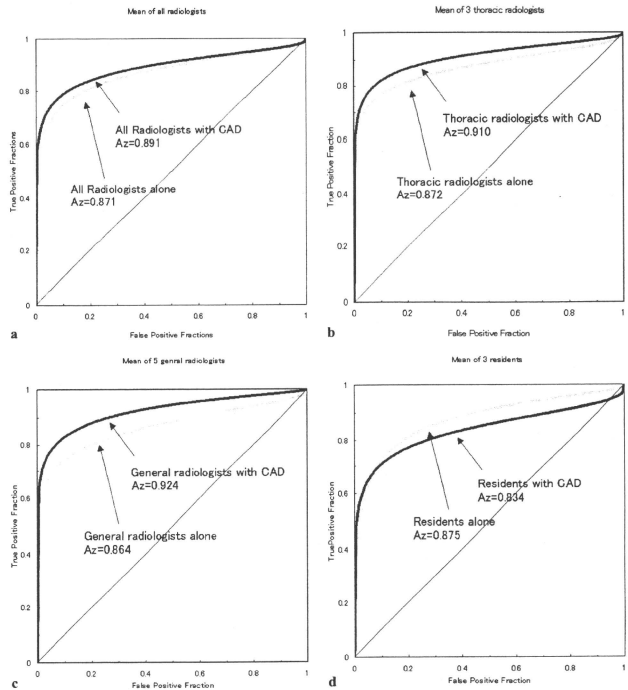 Mean of all radiologists
1
0.8
0.6
0.4
0.2
0
True Positive Fractions
All Radiologists with CAD
Az=0.891
All Radiologists alone
Az=0.871
0 0.2 0.4 0.6 0.8 1
False Positive Fractions
a
Mean of 3 thoracic radiologists
1
0.8
0.6
0.4
0.2
0
True Positive Fraction
Thoracic radiologists with CAD
Az=0.910
Thoracic radiologists alone
Az=0.872
0 0.2 0.4 0.6 0.8 1
False Positive Fraction
b
Mean of 5 genral radiologists
1
0.8
0.6
0.4
0.2
0
True Positive Fraction
General radiologists with CAD
Az=0.924
General radiologists alone
Az=0.864
0 0.2 0.4 0.6 0.8 1
False Positive Fraction
c
Mean of 3 residents
1
0.8
0.6
0.4
0.2
0
TruePositive Fraction
Residents with CAD
Az=0.834
Residents alone
Az=0.875
0 0.2 0.4 0.6 0.8 1
False Positive Fraction
d